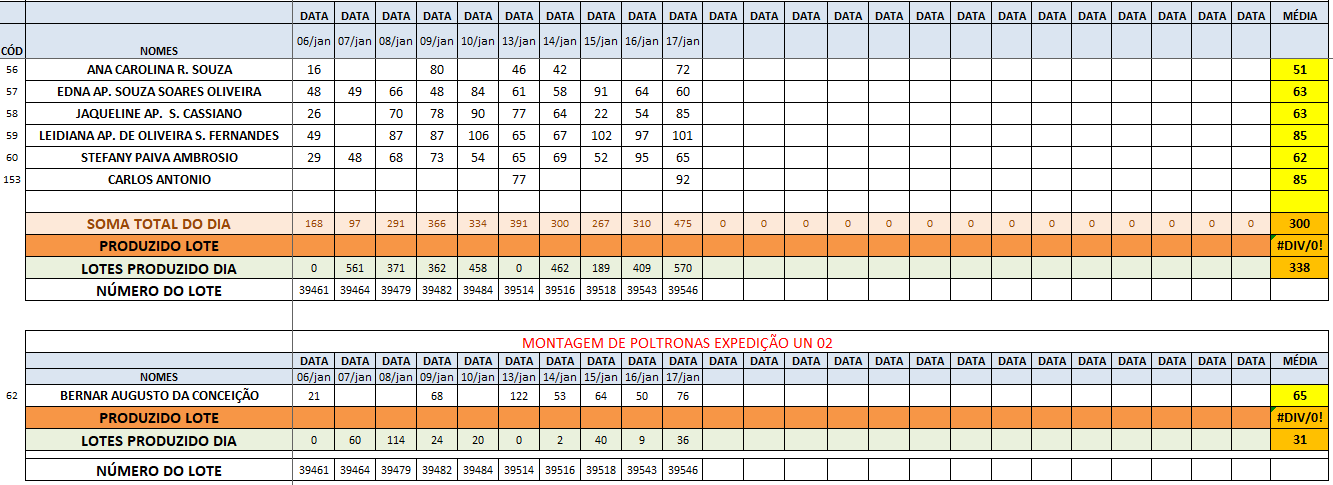 DATA DATA DATA DATA DATA DATA DATA DATA DATA DATA DATA DATA DATA DATA DATA DATA DATA DATA DATA DATA DATA DATA DATA DATA MÉDIA
CÓD NOMES 06/jan 07/jan 08/jan 09/jan 10/jan 13/jan 14/jan 15/jan 16/jan 17/jan
56 ANA CAROLINA R. SOUZA 16 80 46 42 72 51
57 EDNA AP. SOUZA SOARES OLIVEIRA 48 49 66 48 84 61 58 91 64 60 63
58 JAQUELINE AP. S. CASSIANO 26 70 78 90 77 64 22 54 85 63
59 LEIDIANA AP. DE OLIVEIRA S. FERNANDES 49 87 87 106 65 67 102 97 101 85
60 STEFANY PAIVA AMBROSIO 29 48 68 73 54 65 69 52 95 65 62
153 CARLOS ANTONIO 77 92 85
SOMA TOTAL DO DIA 168 97 291 366 334 391 300 267 310 475 0 0 0 0 0 0 0 0 0 0 0 0 0 0 300
PRODUZIDO LOTE #DIV/0!
LOTES PRODUZIDO DIA 0 561 371 362 458 0 462 189 409 570 338
NÚMERO DO LOTE 39461 39464 39479 39482 39484 39514 39516 39518 39543 39546
MONTAGEM DE POLTRONAS EXPEDIÇÃO UN 02
DATA DATA DATA DATA DATA DATA DATA DATA DATA DATA DATA DATA DATA DATA DATA DATA DATA DATA DATA DATA DATA DATA DATA DATA MÉDIA
NOMES 06/jan 07/jan 08/jan 09/jan 10/jan 13/jan 14/jan 15/jan 16/jan 17/jan
62 BERNAR AUGUSTO DA CONCEIÇÃO 21 68 122 53 64 50 76 65
PRODUZIDO LOTE #DIV/0!
LOTES PRODUZIDO DIA 0 60 114 24 20 0 2 40 9 36 31
NÚMERO DO LOTE 39461 39464 39479 39482 39484 39514 39516 39518 39543 39546